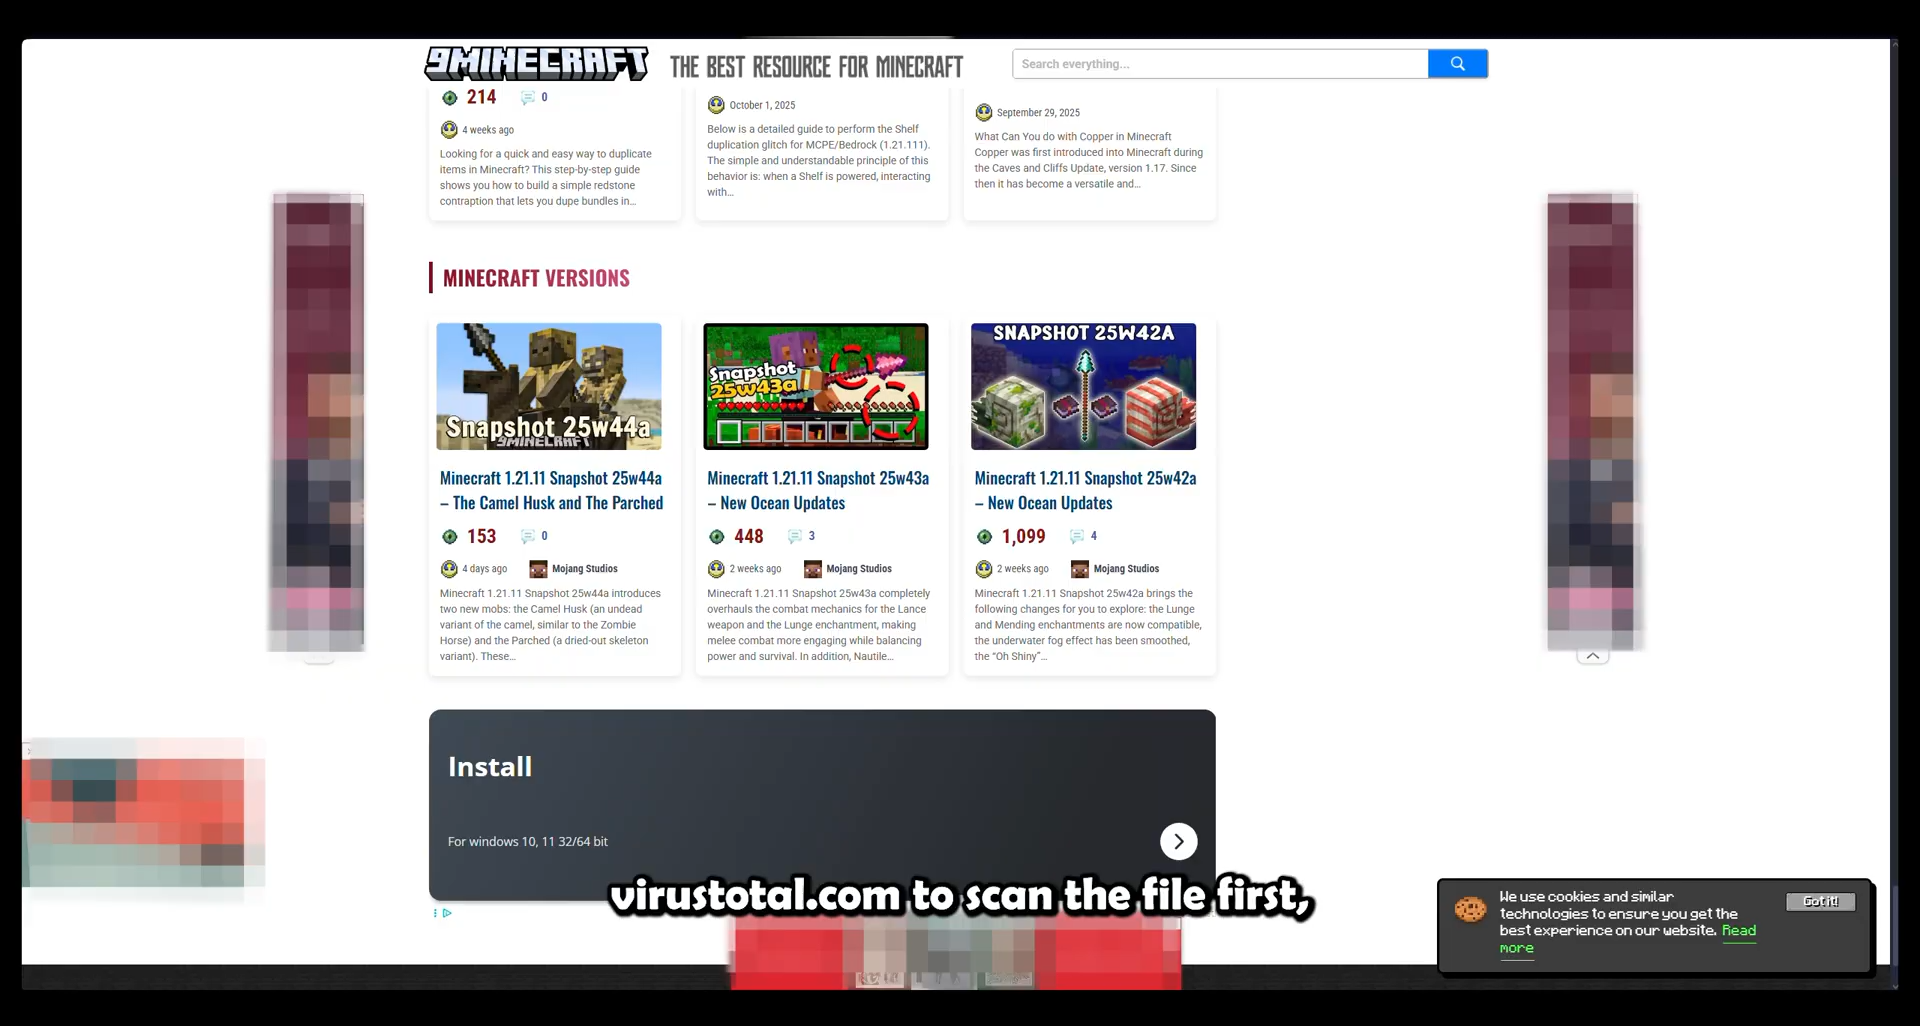 9MINECRAFT
THE BEST RESOURCE FOR MINECRAFT
Search everything...
214 0
4 weeks ago
Looking for a quick and easy way to duplicate
items in Minecraft? This step-by-step guide
shows you how to build a simple redstone
contraption that lets you dupe bundles in...
October 1, 2025
Below is a detailed guide to perform the Shelf
duplication glitch for MCPE/Bedrock (1.21.111).
The simple and understandable principle of this
behavior is: when a Shelf is powered, interacting
with...
September 29, 2025
What Can You do with Copper in Minecraft
Copper was first introduced into Minecraft during
the Caves and Cliffs Update, version 1.17. Since
then it has become a versatile and...
MINECRAFT VERSIONS
Snapshot 25w44a
9MINECRAFT
Minecraft 1.21.11 Snapshot 25w44a
– The Camel Husk and The Parched
153 0
4 days ago Mojang Studios
Minecraft 1.21.11 Snapshot 25w44a introduces
two new mobs: the Camel Husk (an undead
variant of the camel, similar to the Zombie
Horse) and the Parched (a dried-out skeleton
variant). These...
Snapshot
25w43a
Minecraft 1.21.11 Snapshot 25w43a
– New Ocean Updates
448 3
2 weeks ago Mojang Studios
Minecraft 1.21.11 Snapshot 25w43a completely
overhauls the combat mechanics for the Lance
weapon and the Lunge enchantment, making
melee combat more engaging while balancing
power and survival. In addition, Nautile...
SNAPSHOT 25W42A
Minecraft 1.21.11 Snapshot 25w42a
– New Ocean Updates
1,099 4
2 weeks ago Mojang Studios
Minecraft 1.21.11 Snapshot 25w42a brings the
following changes for you to explore: the Lunge
and Mending enchantments are now compatible,
the underwater fog effect has been smoothed,
the “Oh Shiny”...
Install
For windows 10, 11 32/64 bit
virustotal.com to scan the file first,
We use cookies and similar
technologies to ensure you get the
best experience on our website. Read
more
Got it!